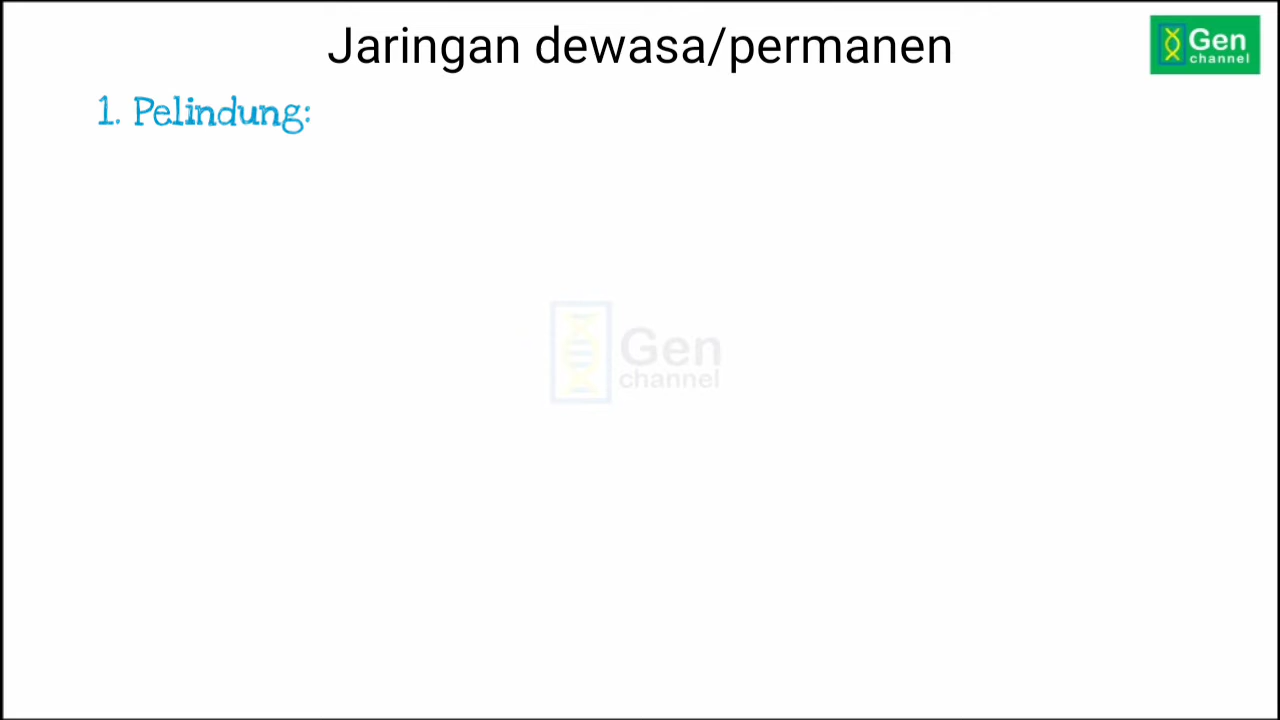 Jaringan dewasa/permanen
Gen
channel
1. Pelindung:
Gen
channel